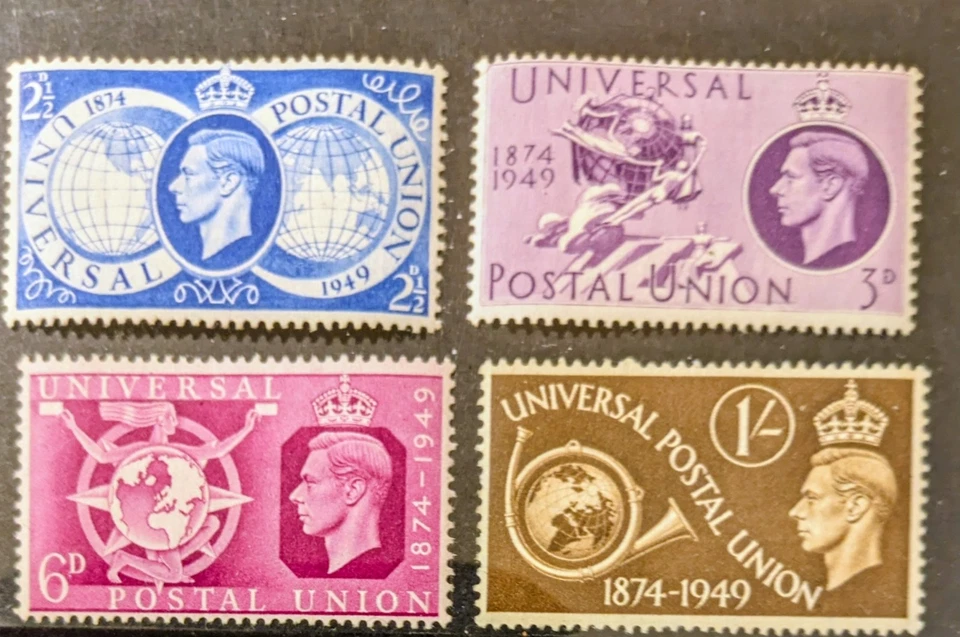 2½D
1874
UNIVERSAL
POSTAL UNION
1949
2½D
UNIVERSAL
1874
1949
POSTAL UNION
3D
UNIVERSAL
1874-1949
6D
POSTAL UNION
UNIVERSAL POSTAL UNION
1/-
1874-1949